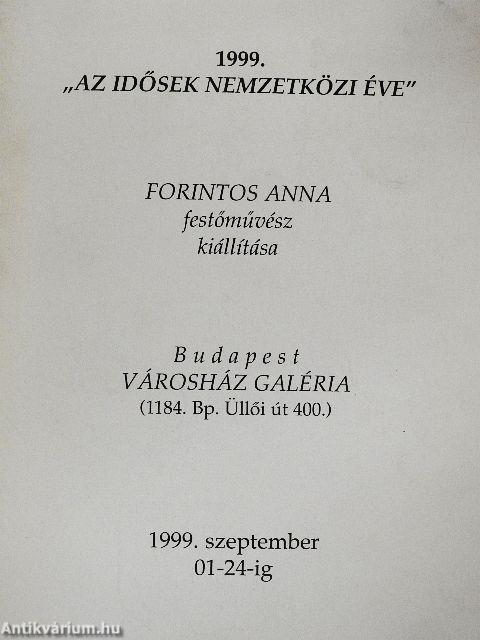 1999.
„AZ IDŐSEK NEMZETKÖZI ÉVE”
FORINTOS ANNA
festőművész
kiállítása
Budapest
VÁROSHÁZ GALÉRIA
(1184. Bp. Üllői út 400.)
1999. szeptember
01-24-ig
Antikvárium.hu